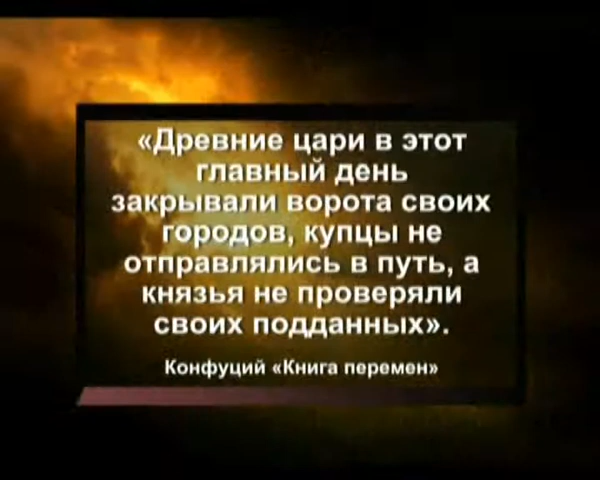 «Древние цари в этот
главный день
закрывали ворота своих
городов, купцы не
отправлялись в путь, а
князья не проверяли
своих подданных».
Конфуций «Книга перемен»